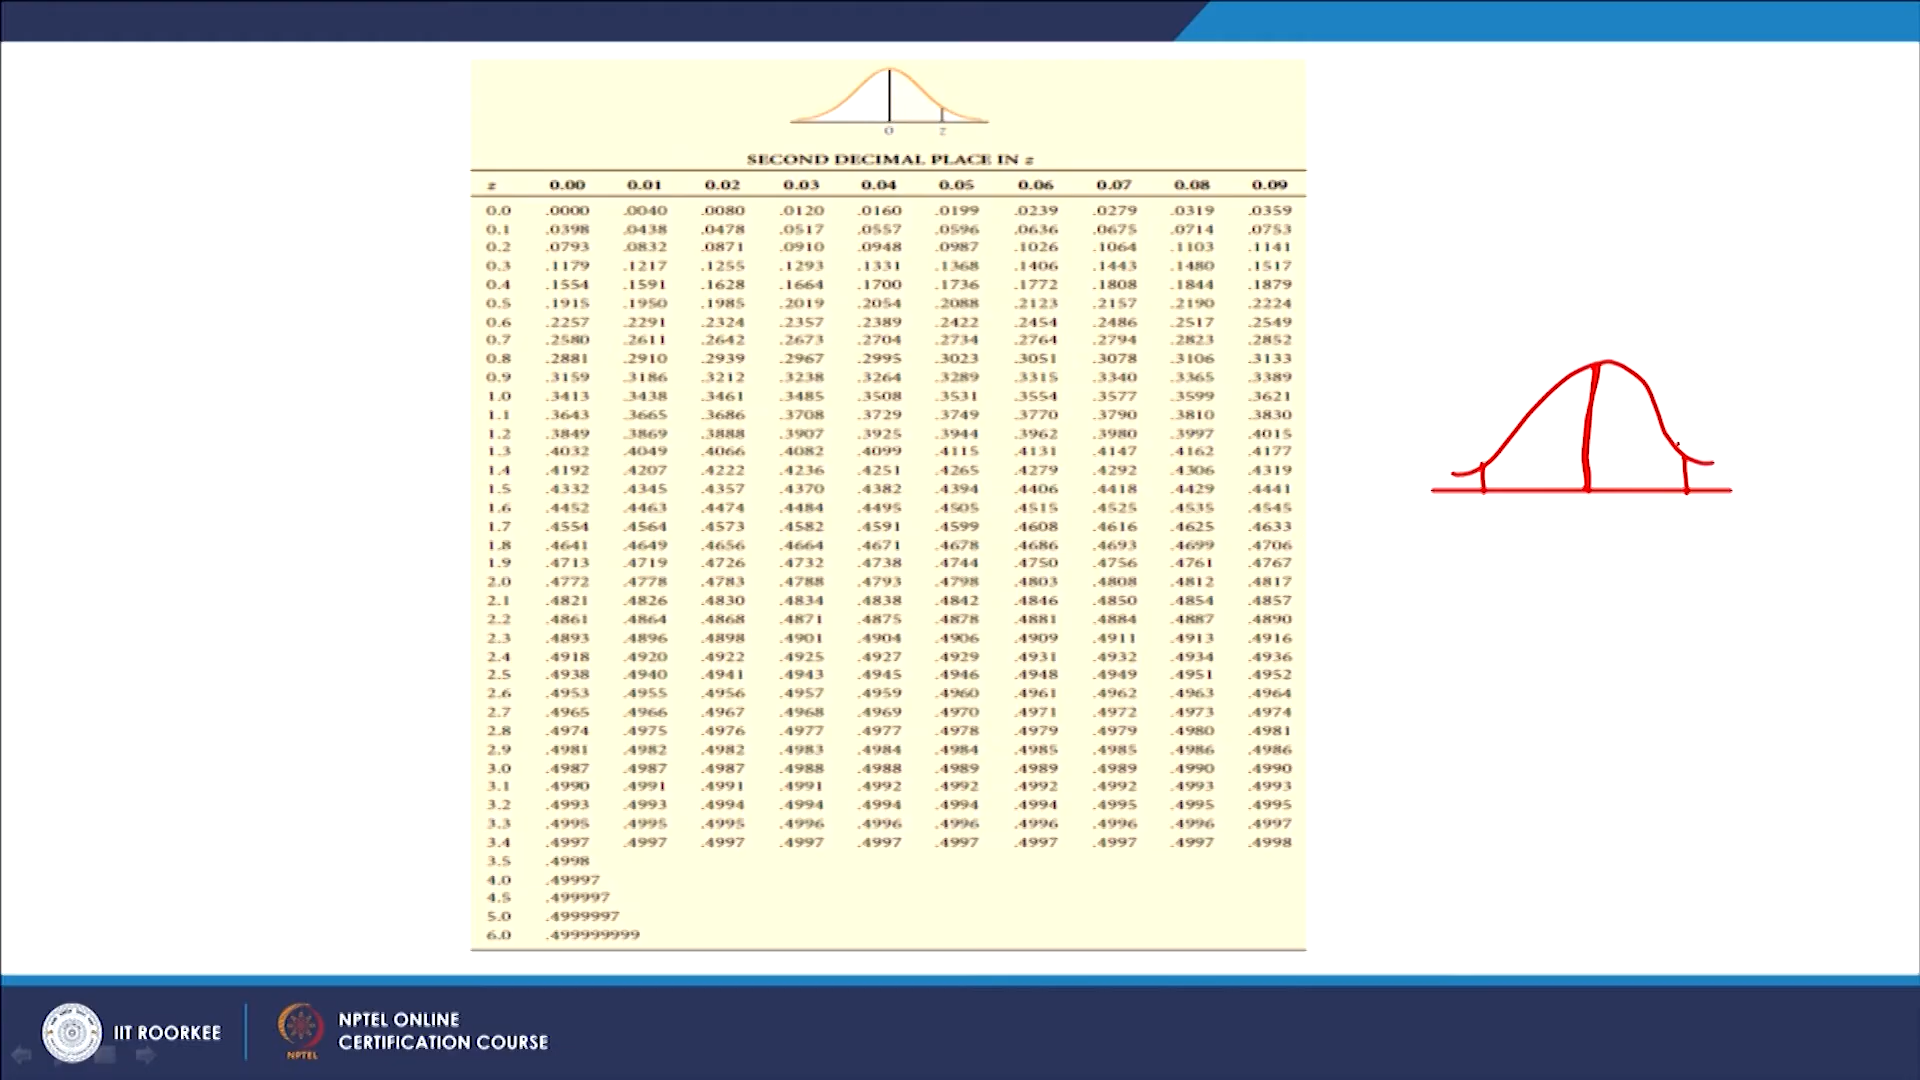 0 z
SECOND DECIMAL PLACE IN z
z 0.00 0.01 0.02 0.03 0.04 0.05 0.06 0.07 0.08 0.09
0.0 .0000 .0040 .0080 .0120 .0160 .0199 .0239 .0279 .0319 .0359
0.1 .0398 .0438 .0478 .0517 .0557 .0596 .0636 .0675 .0714 .0753
0.2 .0793 .0832 .0871 .0910 .0948 .0987 .1026 .1064 .1103 .1141
0.3 .1179 .1217 .1255 .1293 .1331 .1368 .1406 .1443 .1480 .1517
0.4 .1554 .1591 .1628 .1664 .1700 .1736 .1772 .1808 .1844 .1879
0.5 .1915 .1950 .1985 .2019 .2054 .2088 .2123 .2157 .2190 .2224
0.6 .2257 .2291 .2324 .2357 .2389 .2422 .2454 .2486 .2517 .2549
0.7 .2580 .2611 .2642 .2673 .2704 .2734 .2764 .2794 .2823 .2852
0.8 .2881 .2910 .2939 .2967 .2995 .3023 .3051 .3078 .3106 .3133
0.9 .3159 .3186 .3212 .3238 .3264 .3289 .3315 .3340 .3365 .3389
1.0 .3413 .3438 .3461 .3485 .3508 .3531 .3554 .3577 .3599 .3621
1.1 .3643 .3665 .3686 .3708 .3729 .3749 .3770 .3790 .3810 .3830
1.2 .3849 .3869 .3888 .3907 .3925 .3944 .3962 .3980 .3997 .4015
1.3 .4032 .4049 .4066 .4082 .4099 .4115 .4131 .4147 .4162 .4177
1.4 .4192 .4207 .4222 .4236 .4251 .4265 .4279 .4292 .4306 .4319
1.5 .4332 .4345 .4357 .4370 .4382 .4394 .4406 .4418 .4429 .4441
1.6 .4452 .4463 .4474 .4484 .4495 .4505 .4515 .4525 .4535 .4545
1.7 .4554 .4564 .4573 .4582 .4591 .4599 .4608 .4616 .4625 .4633
1.8 .4641 .4649 .4656 .4664 .4671 .4678 .4686 .4693 .4699 .4706
1.9 .4713 .4719 .4726 .4732 .4738 .4744 .4750 .4756 .4761 .4767
2.0 .4772 .4778 .4783 .4788 .4793 .4798 .4803 .4808 .4812 .4817
2.1 .4821 .4826 .4830 .4834 .4838 .4842 .4846 .4850 .4854 .4857
2.2 .4861 .4864 .4868 .4871 .4875 .4878 .4881 .4884 .4887 .4890
2.3 .4893 .4896 .4898 .4901 .4904 .4906 .4909 .4911 .4913 .4916
2.4 .4918 .4920 .4922 .4925 .4927 .4929 .4931 .4932 .4934 .4936
2.5 .4938 .4940 .4941 .4943 .4945 .4946 .4948 .4949 .4951 .4952
2.6 .4953 .4955 .4956 .4957 .4959 .4960 .4961 .4962 .4963 .4964
2.7 .4965 .4966 .4967 .4968 .4969 .4970 .4971 .4972 .4973 .4974
2.8 .4974 .4975 .4976 .4977 .4977 .4978 .4979 .4979 .4980 .4981
2.9 .4981 .4982 .4982 .4983 .4984 .4984 .4985 .4985 .4986 .4986
3.0 .4987 .4987 .4987 .4988 .4988 .4989 .4989 .4989 .4990 .4990
3.1 .4990 .4991 .4991 .4991 .4992 .4992 .4992 .4992 .4993 .4993
3.2 .4993 .4993 .4994 .4994 .4994 .4994 .4994 .4995 .4995 .4995
3.3 .4995 .4995 .4995 .4996 .4996 .4996 .4996 .4996 .4996 .4997
3.4 .4997 .4997 .4997 .4997 .4997 .4997 .4997 .4997 .4997 .4998
3.5 .4998
4.0 .49997
4.5 .499997
5.0 .4999997
6.0 .499999999
IIT ROORKEE
NPTEL
NPTEL ONLINE
CERTIFICATION COURSE